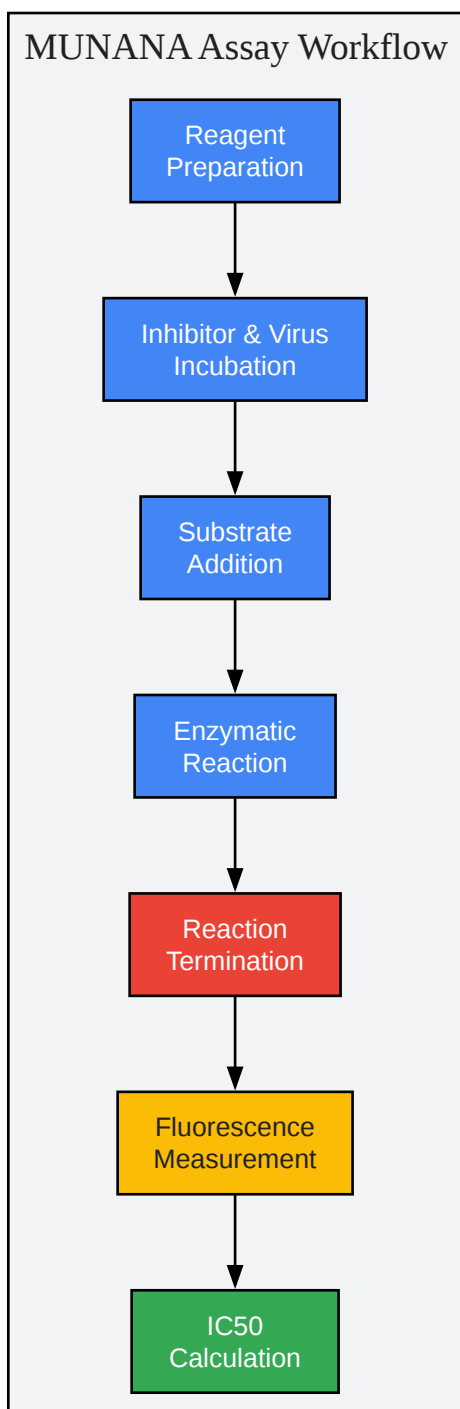 MUNANA Assay Workflow
Reagent
Preparation
Inhibitor & Virus
Incubation
Substrate
Addition
Enzymatic
Reaction
Reaction
Termination
Fluorescence
Measurement
IC50
Calculation